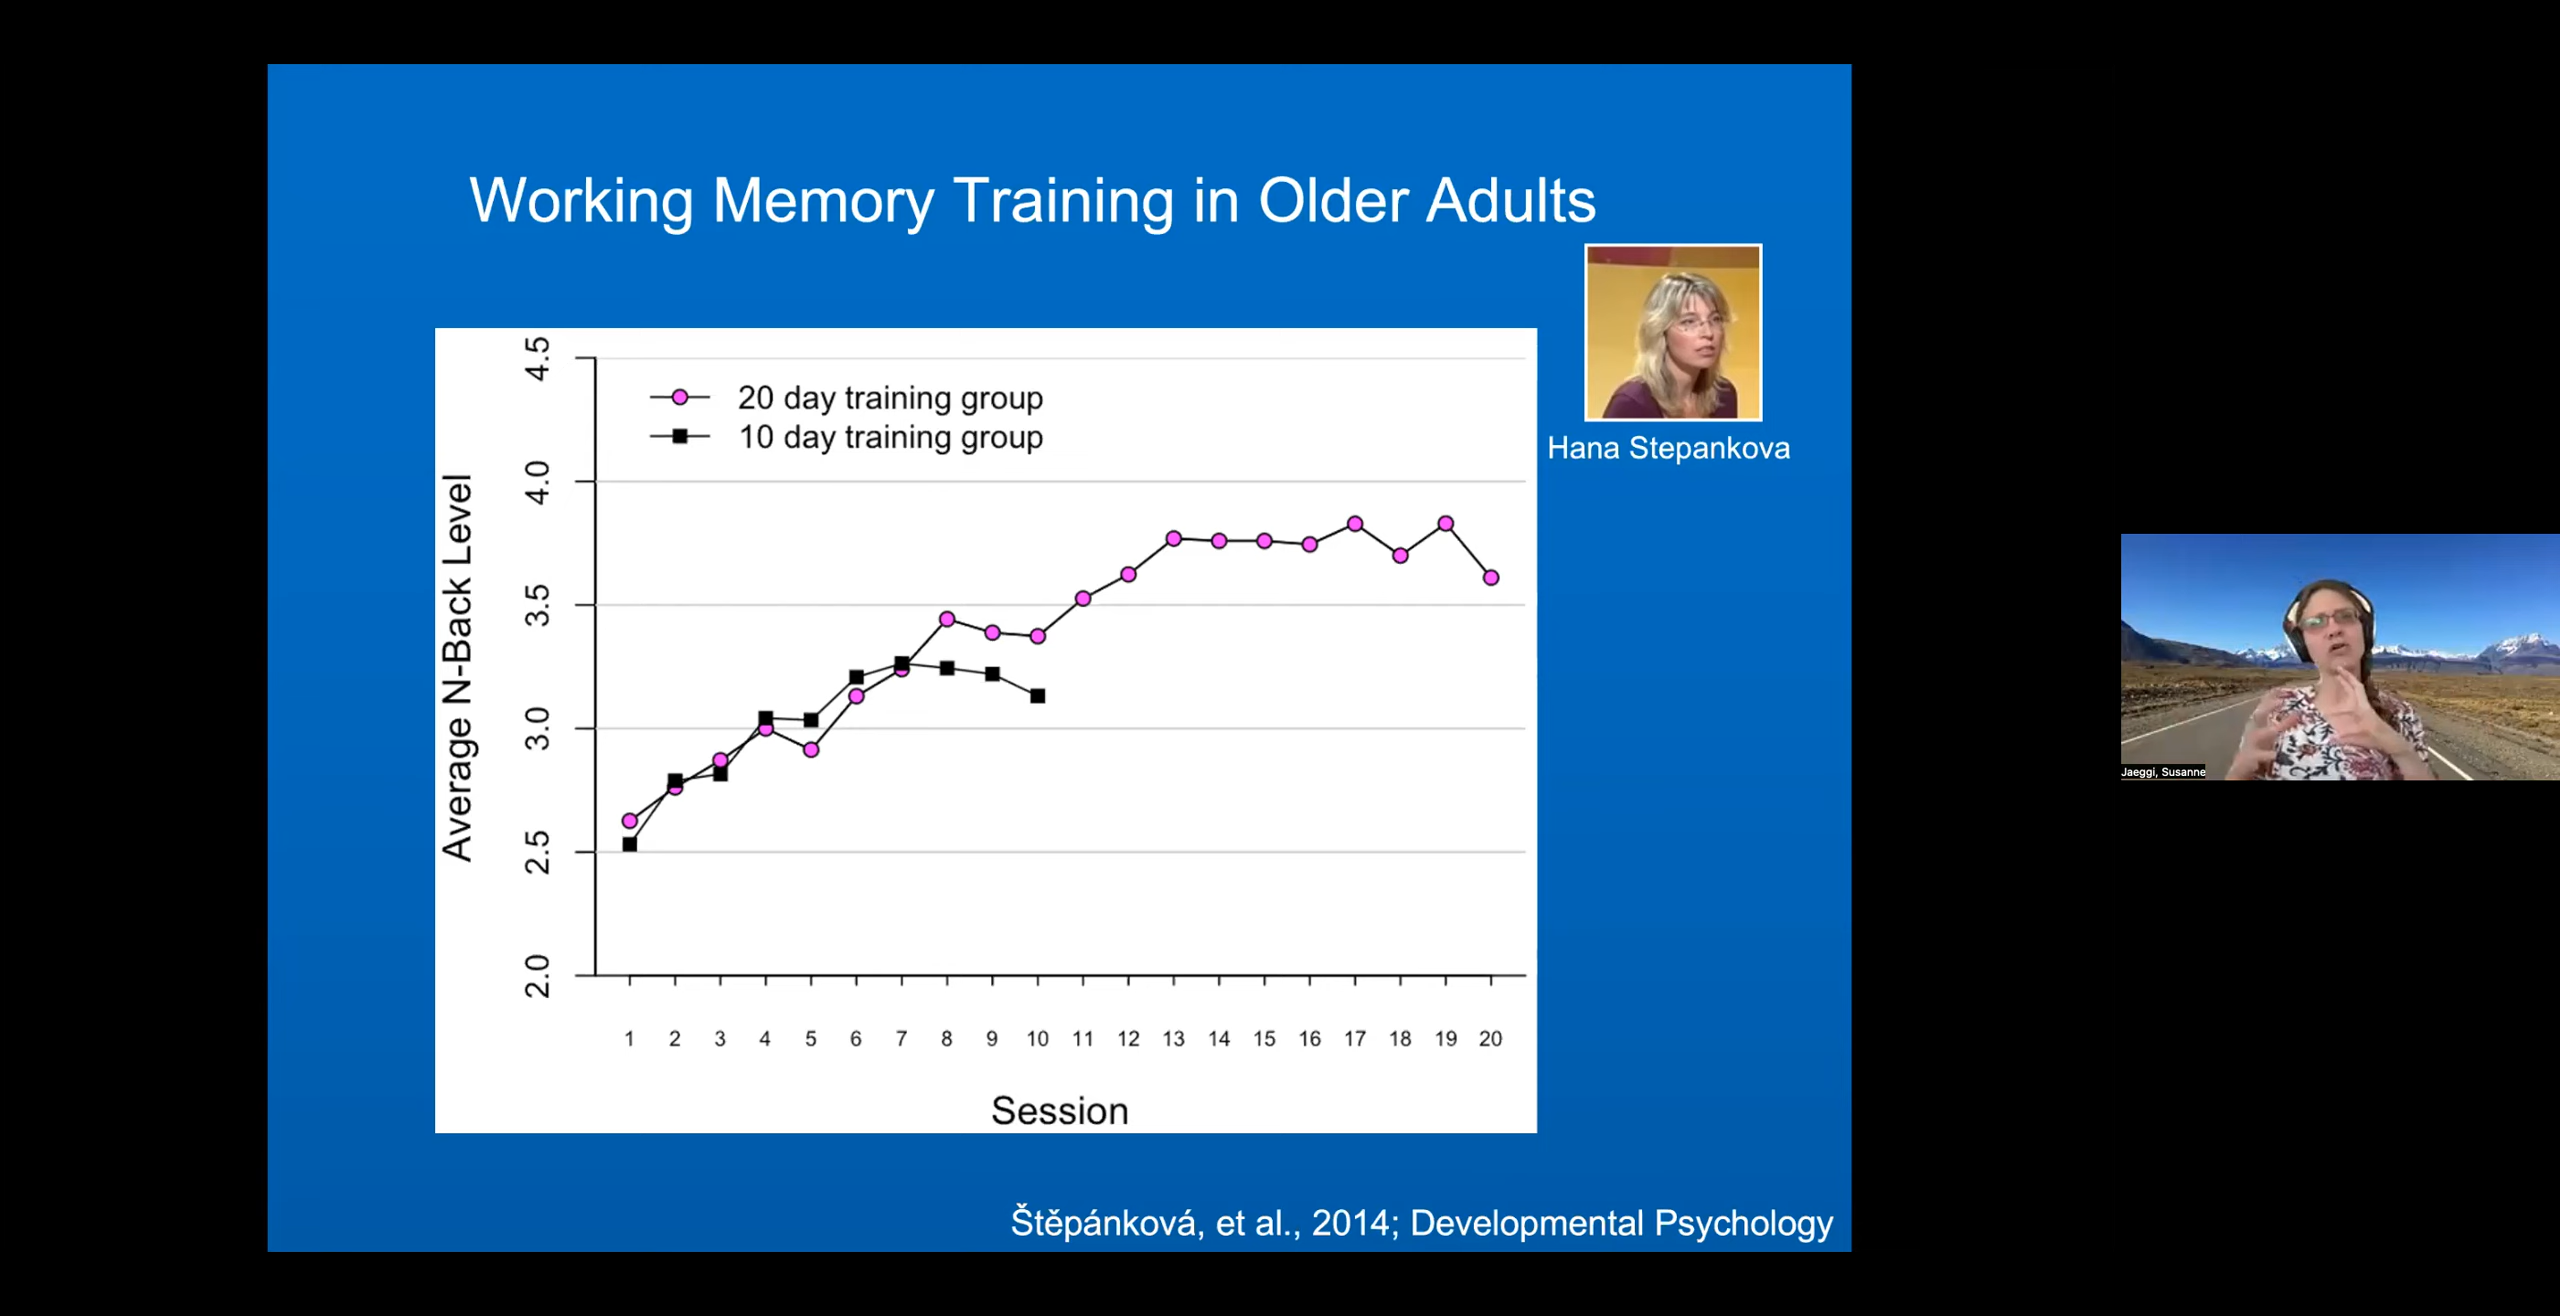 Working Memory Training in Older Adults
Hana Stepankova
20 day training group
10 day training group
Average N-Back Level
4.5
4.0
3.5
3.0
2.5
2.0
1 2 3 4 5 6 7 8 9 10 11 12 13 14 15 16 17 18 19 20
Session
Štěpánková, et al., 2014; Developmental Psychology
Jaeggi, Susanne